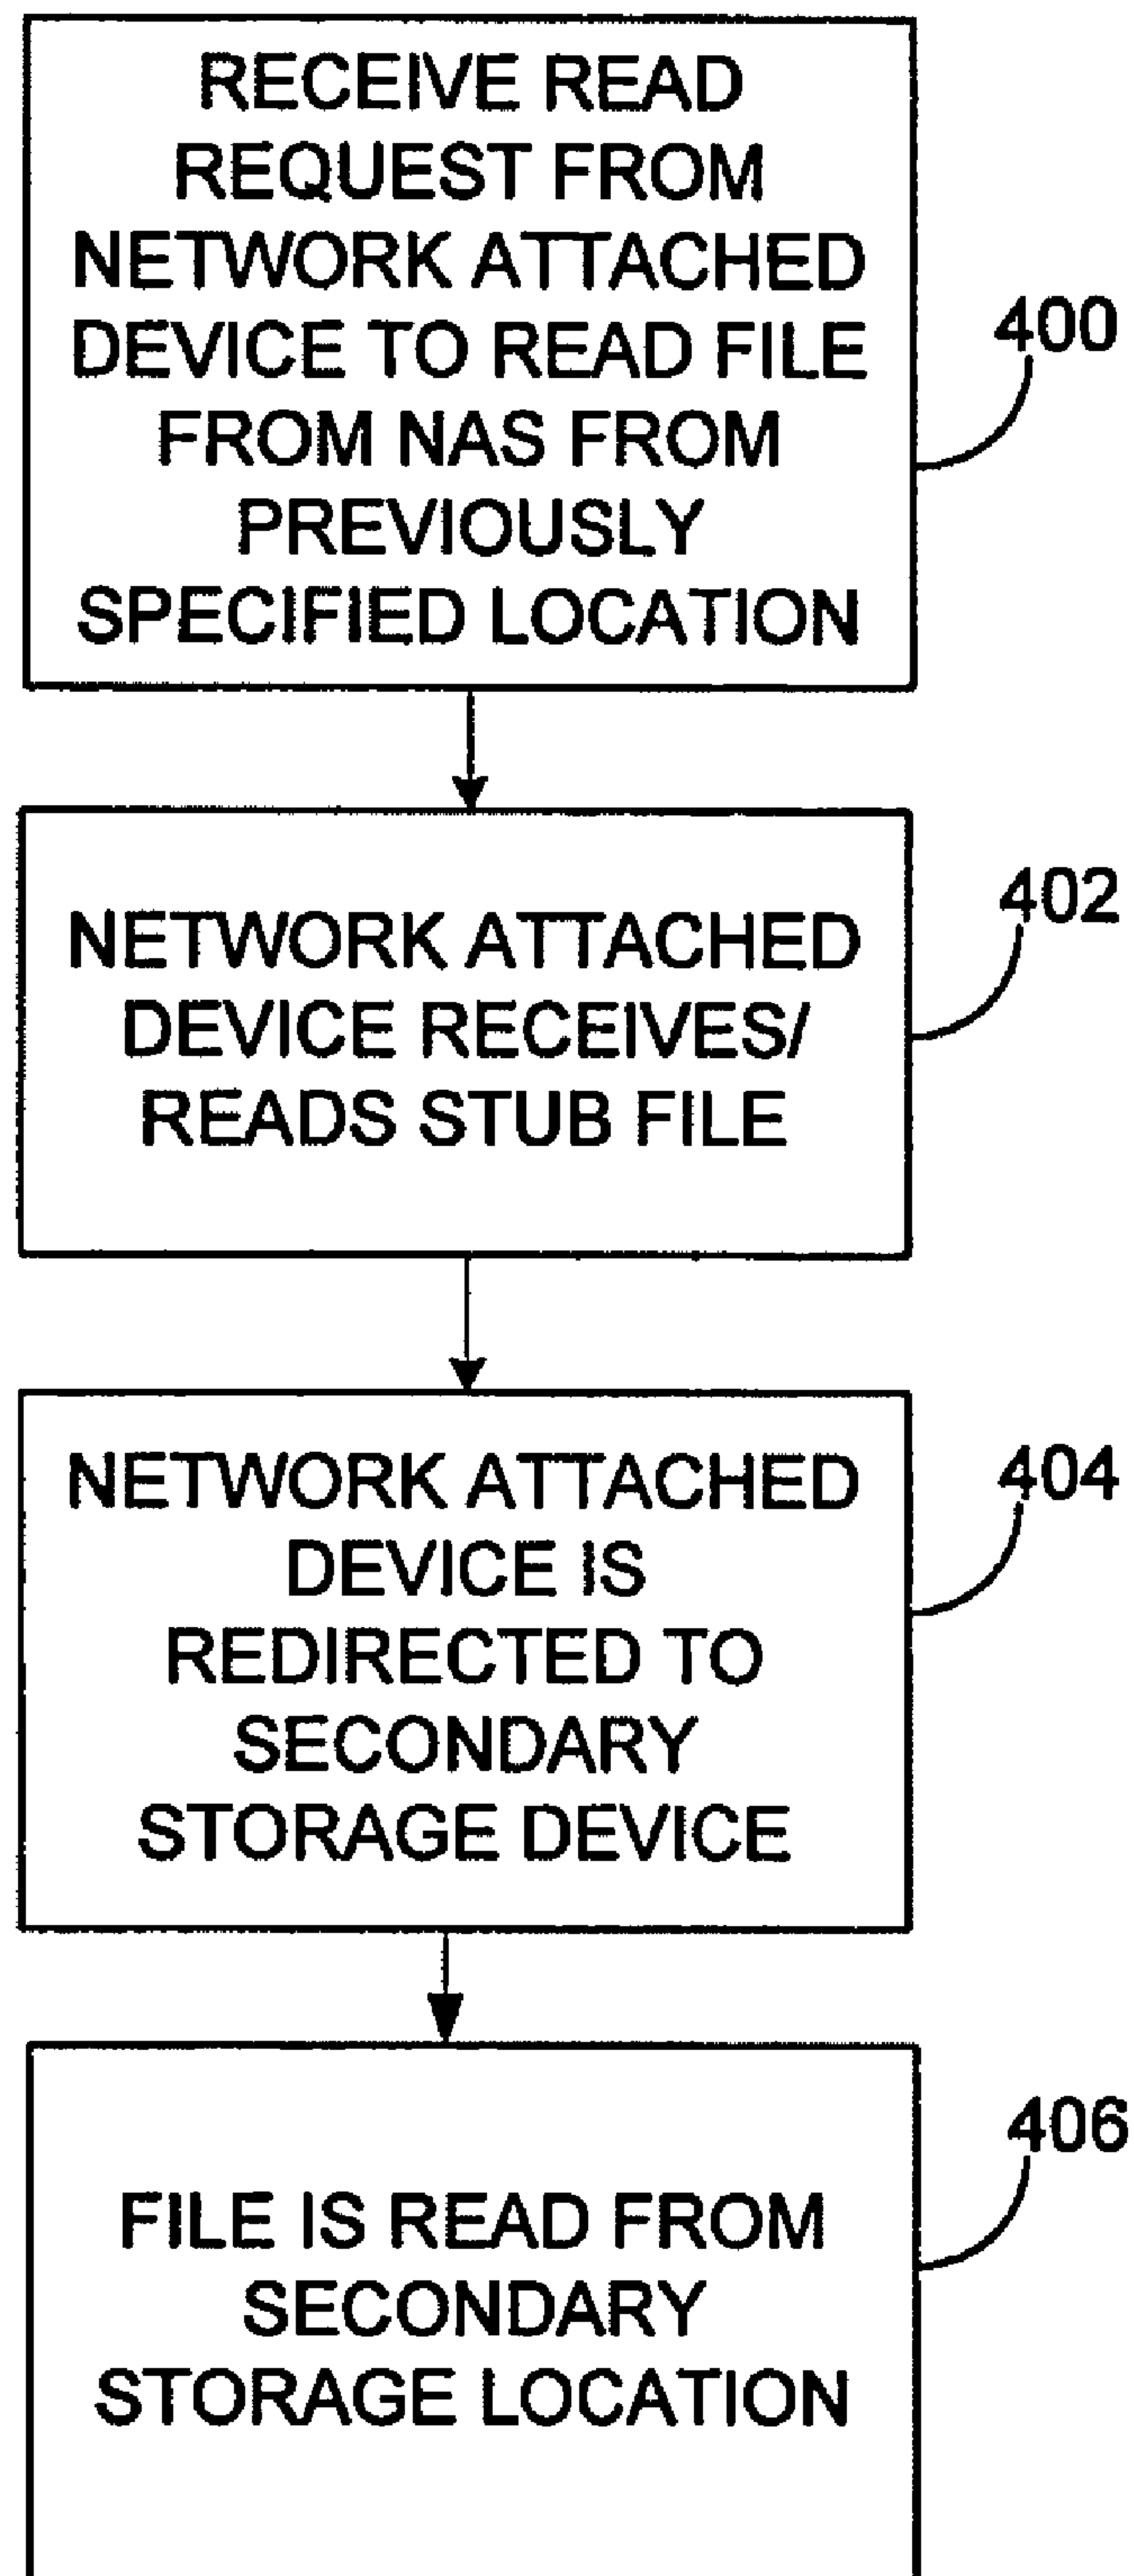 RECEIVE READ
REQUEST FROM
NETWORK ATTACHED
DEVICE TO READ FILE
FROM NAS FROM
PREVIOUSLY
SPECIFIED LOCATION
400
NETWORK ATTACHED
DEVICE RECEIVES/
READS STUB FILE
402
NETWORK ATTACHED
DEVICE IS
REDIRECTED TO
SECONDARY
STORAGE DEVICE
404
FILE IS READ FROM
SECONDARY
STORAGE LOCATION
406